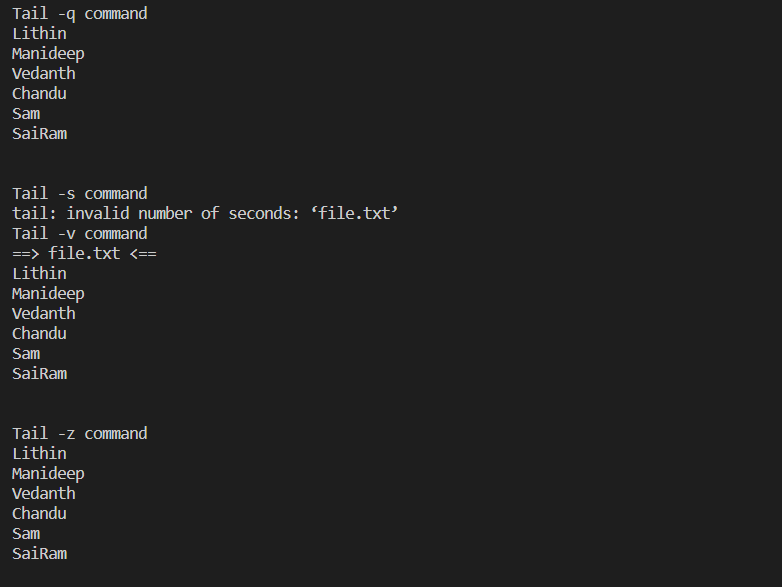 Tail -q command
Lithin
Manideep
Vedanth
Chandu
Sam
SaiRam
Tail -s command
tail: invalid number of seconds: ‘file.txt’
Tail -v command
==> file.txt <==
Lithin
Manideep
Vedanth
Chandu
Sam
SaiRam
Tail -z command
Lithin
Manideep
Vedanth
Chandu
Sam
SaiRam